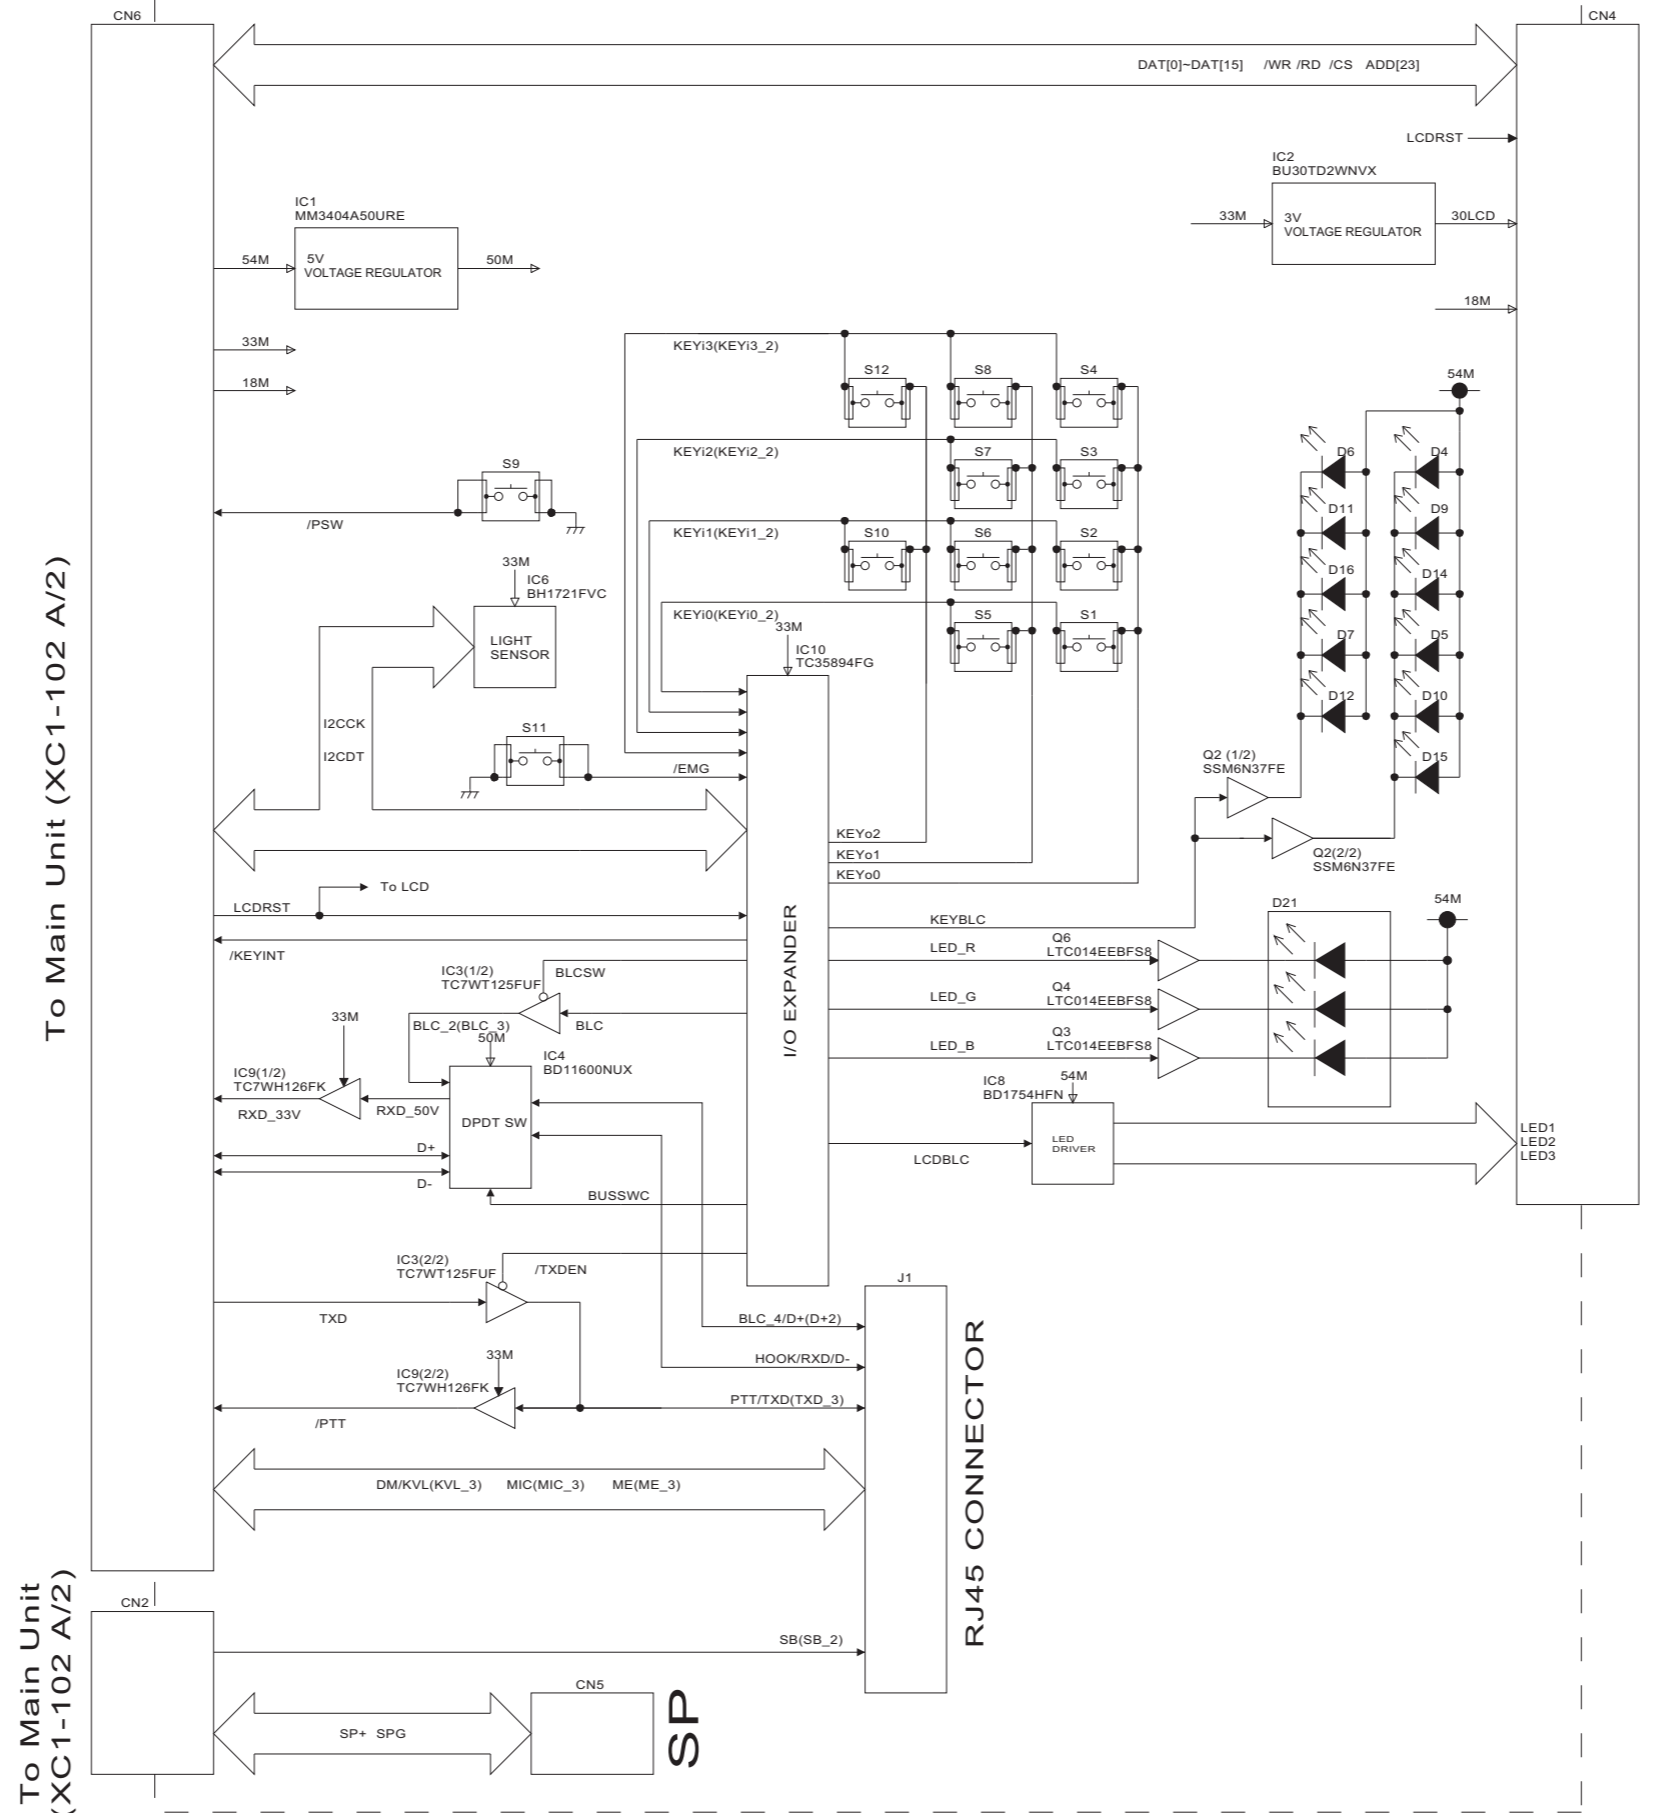 CN6
CN4
DAT[0]~DAT[15] /WR /RD /CS ADD[23]
LCDRST
IC2
BU30TD2WNVX
33M
3V
VOLTAGE REGULATOR
30LCD
IC1
MM3404A50URE
54M
5V
VOLTAGE REGULATOR
50M
18M
33M
18M
KEYi3(KEYi3_2)
S12
S8
S4
54M
KEYi2(KEYi2_2)
S7
S3
D6
D4
S9
/PSW
D11
D9
KEYi1(KEYi1_2)
S10
S6
S2
33M
IC6
BH1721FVC
D16
D14
LIGHT
SENSOR
KEYi0(KEYi0_2)
S5
S1
33M
IC10
TC35894FG
D7
D5
D12
D10
I2CCK
I2CDT
S11
/EMG
D15
Q2 (1/2)
SSM6N37FE
To Main Unit (XC1-102 A/2)
KEYo2
KEYo1
KEYo0
Q2(2/2)
SSM6N37FE
To LCD
LCDRST
I/O EXPANDER
KEYBLC
D21
54M
/KEYINT
LED_R
Q6
LTC014EEBFS8
IC3(1/2)
TC7WT125FUF
BLCSW
LED_G
Q4
LTC014EEBFS8
33M
BLC_2(BLC_3)
BLC
50M
LED_B
Q3
LTC014EEBFS8
IC4
BD11600NUX
IC9(1/2)
TC7WH126FK
IC8
BD1754HFN
54M
RXD_33V
RXD_50V
DPDT SW
LED
DRIVER
LED1
LED2
LED3
D+
D-
LCDBLC
BUSSWC
IC3(2/2)
TC7WT125FUF
/TXDEN
J1
TXD
BLC_4/D+(D+2)
33M
HOOK/RXD/D-
IC9(2/2)
TC7WH126FK
PTT/TXD(TXD_3)
/PTT
RJ45 CONNECTOR
DM/KVL(KVL_3) MIC(MIC_3) ME(ME_3)
To Main Unit
(XC1-102 A/2)
CN2
SB(SB_2)
CN5
SP+ SPG
SP